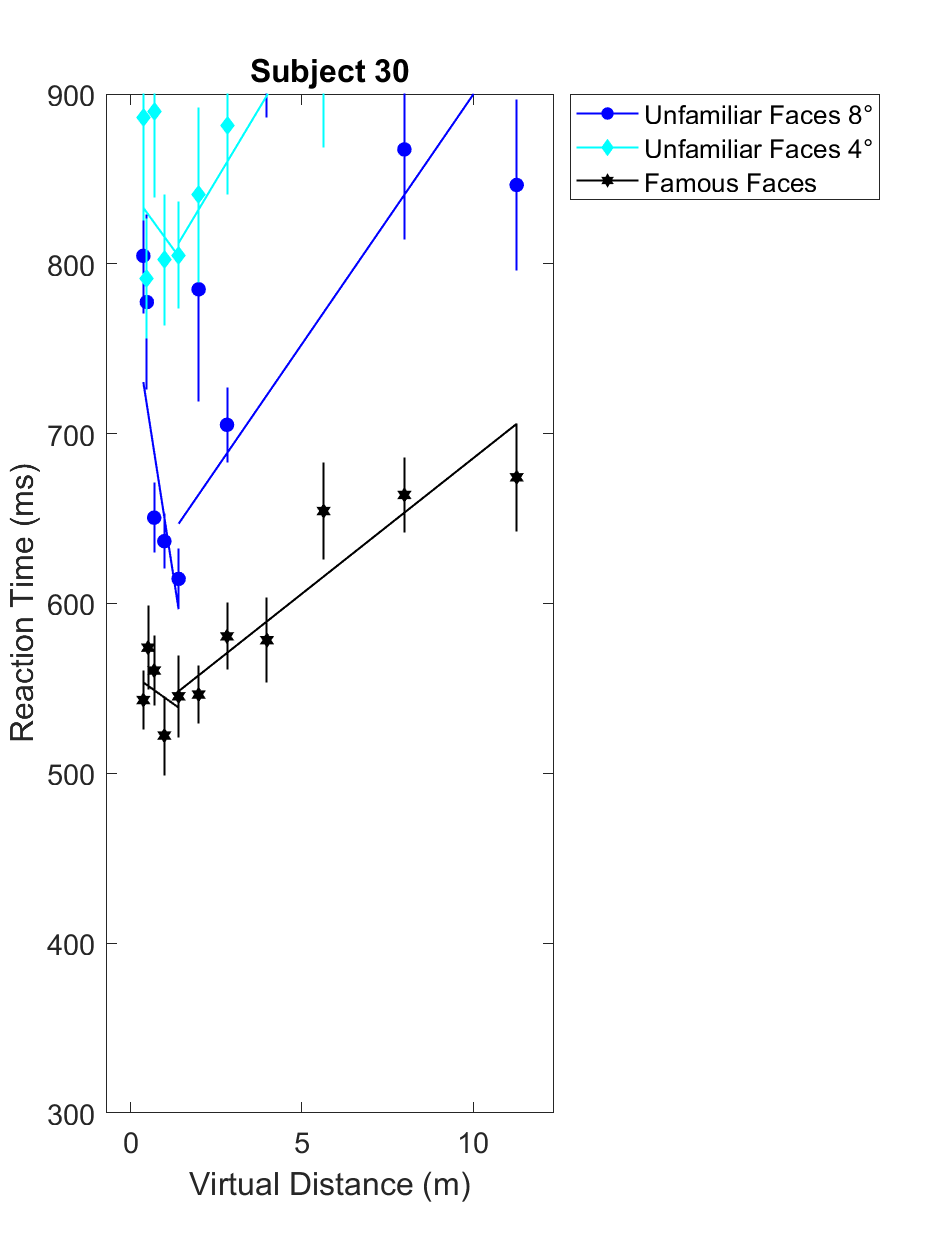 Subject 30
900
800
700
600
500
400
300
0
5
10
Reaction Time (ms)
Virtual Distance (m)
Unfamiliar Faces 8°
Unfamiliar Faces 4°
Famous Faces